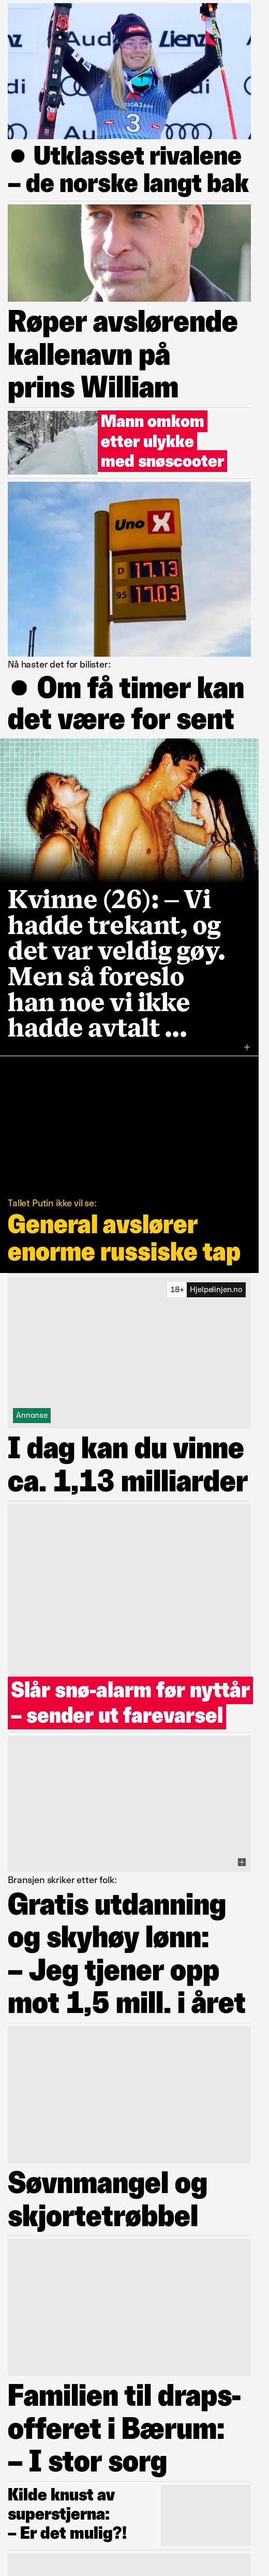 Audi
Lienz
Audi
3
● Utklasset rivalene
– de norske langt bak
Røper avslørende
kallenavn på
prins William
Mann omkom
etter ulykke
med snøscooter
Uno X
D 17.13
95 17.03
Nå haster det for bilister:
● Om få timer kan
det være for sent
Kvinne (26): – Vi
hadde trekant, og
det var veldig gøy.
Men så foreslo
han noe vi ikke
hadde avtalt ...
+
Tallet Putin ikke vil se:
General avslører
enorme russiske tap
18+ Hjelpelinjen.no
Annonse
I dag kan du vinne
ca. 1,13 milliarder
Slår snø-alarm før nyttår
– sender ut farevarsel
Bransjen skriker etter folk:
Gratis utdanning
og skyhøy lønn:
– Jeg tjener opp
mot 1,5 mill. i året
Søvnmangel og
skjortetrøbbel
Familien til draps-
offeret i Bærum:
– I stor sorg
Kilde knust av
superstjerna:
– Er det mulig?!